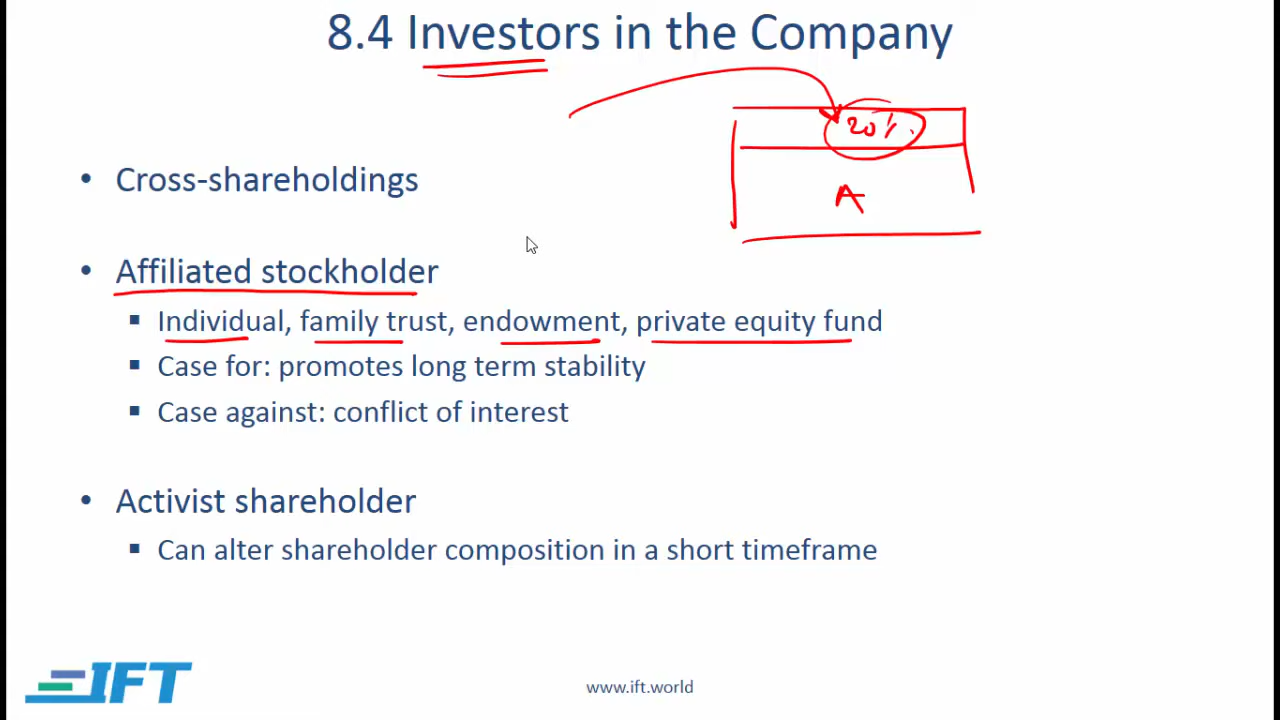 8.4 Investors in the Company
20%
A
• Cross-shareholdings
• Affiliated stockholder
▪ Individual, family trust, endowment, private equity fund
▪ Case for: promotes long term stability
▪ Case against: conflict of interest
• Activist shareholder
▪ Can alter shareholder composition in a short timeframe
IFT
www.ift.world